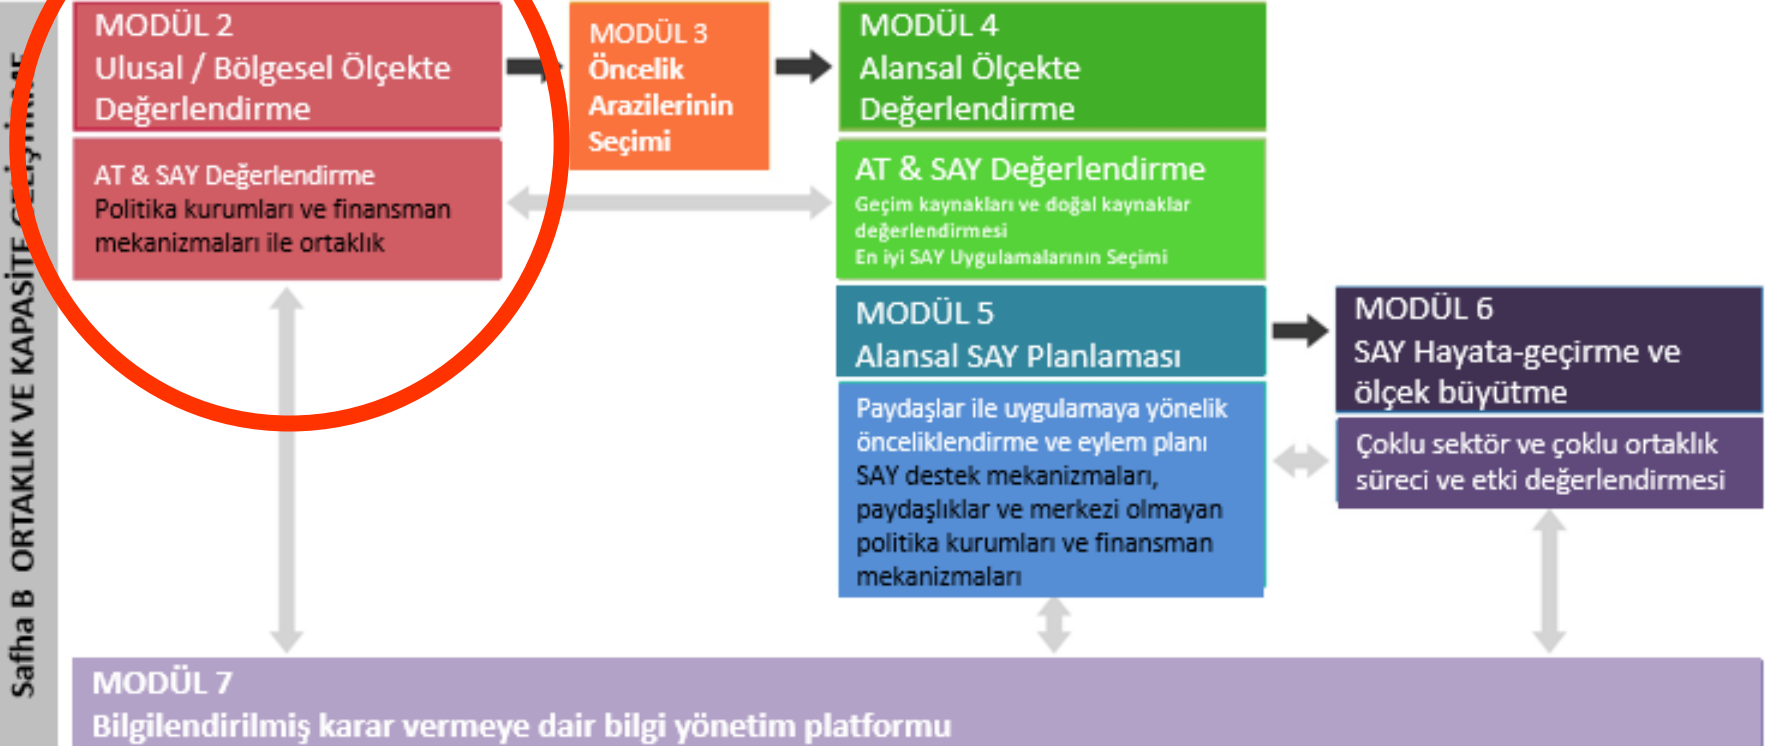 MODÜL 2
Ulusal / Bölgesel Ölçekte
Değerlendirme
AT & SAY Değerlendirme
Politika kurumları ve finansman
mekanizmaları ile ortaklık
MODÜL 3
Öncelik
Arazilerinin
Seçimi
MODÜL 4
Alansal Ölçekte
Değerlendirme
AT & SAY Değerlendirme
Geçim kaynakları ve doğal kaynaklar
değerlendirmesi
En iyi SAY Uygulamalarının Seçimi
MODÜL 5
Alansal SAY Planlaması
Paydaşlar ile uygulamaya yönelik
önceliklendirme ve eylem planı
SAY destek mekanizmaları,
paydaşlıklar ve merkezi olmayan
politika kurumları ve finansman
mekanizmaları
MODÜL 6
SAY Hayata-geçirme ve
ölçek büyütme
Çoklu sektör ve çoklu ortaklık
süreci ve etki değerlendirmesi
MODÜL 7
Bilgilendirilmiş karar vermeye dair bilgi yönetim platformu
Safha B ORTAKLIK VE KAPASİTE GELİŞTİRME